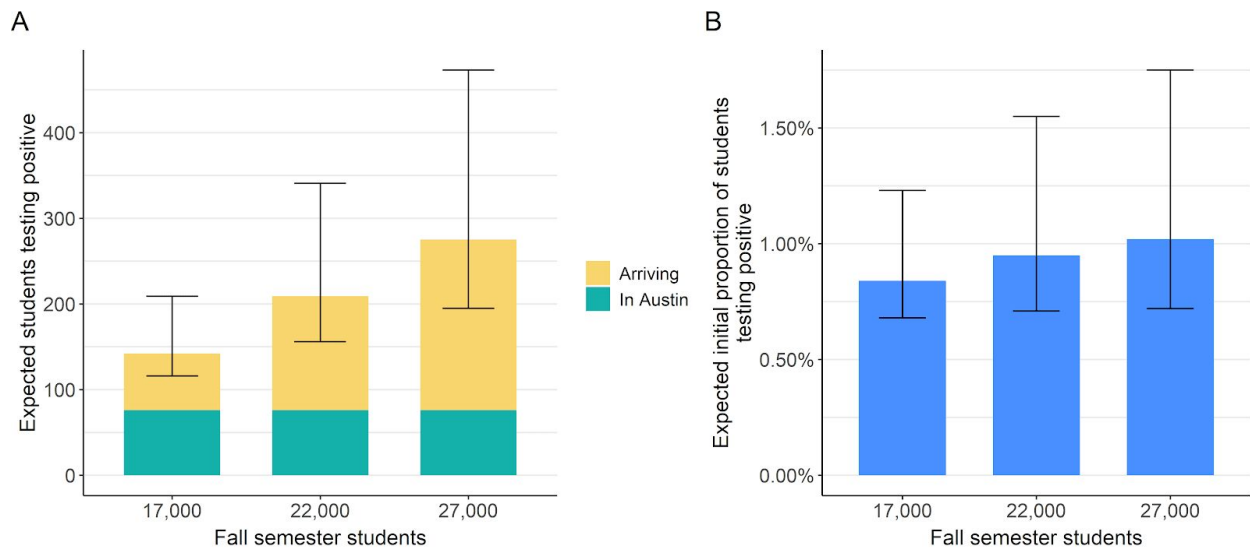 A
Expected students testing positive
400
300
200
100
0
17,000 22,000 27,000
Fall semester students
Arriving
In Austin
B
Expected initial proportion of students
testing positive
1.50%
1.00%
0.50%
0.00%
17,000 22,000 27,000
Fall semester students